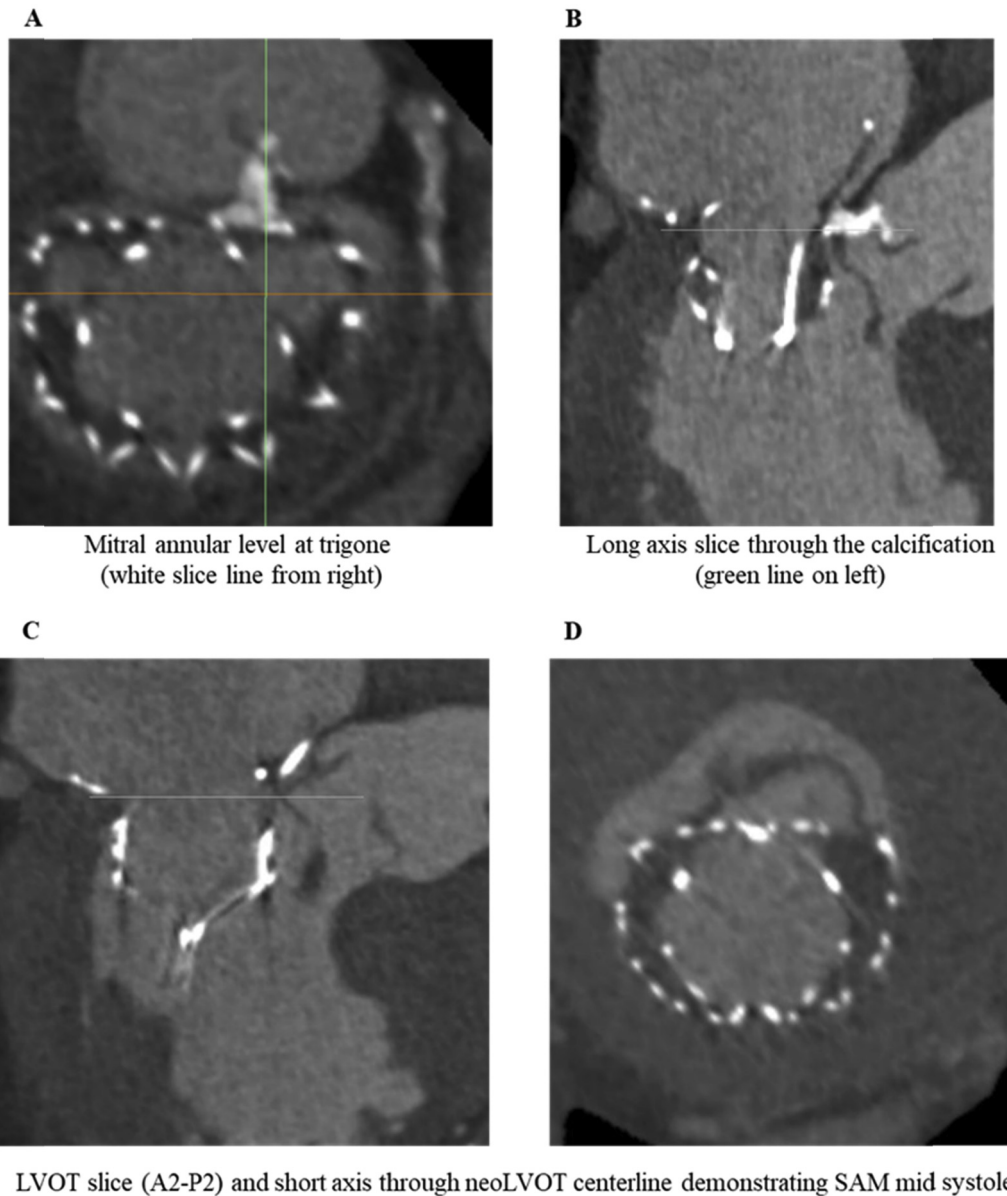 A
B
Mitral annular level at trigone
(white slice line from right)
Long axis slice through the calcification
(green line on left)
C
D
LVOT slice (A2-P2) and short axis through neoLVOT centerline demonstrating SAM mid systole